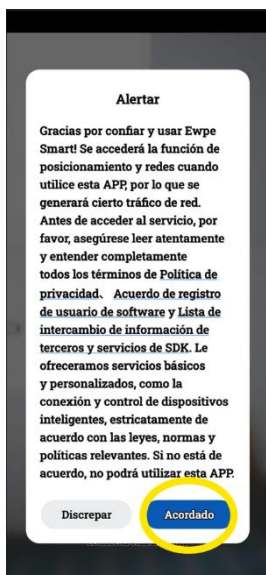 Alertar
Gracias por confiar y usar Ewpe
Smart! Se accederá la función de
posicionamiento y redes cuando
utilice esta APP, por lo que se
generará cierto tráfico de red.
Antes de acceder al servicio, por
favor, asegúrese leer atentamente
y entender completamente
todos los términos de Política de
privacidad、 Acuerdo de registro
de usuario de software y Lista de
intercambio de información de
terceros y servicios de SDK. Le
ofreceramos servicios básicos
y personalizados, como la
conexión y control de dispositivos
inteligentes, estricatamente de
acuerdo con las leyes, normas y
políticas relevantes. Si no está de
acuerdo, no podrá utilizar esta APP.
Discrepar Acordado